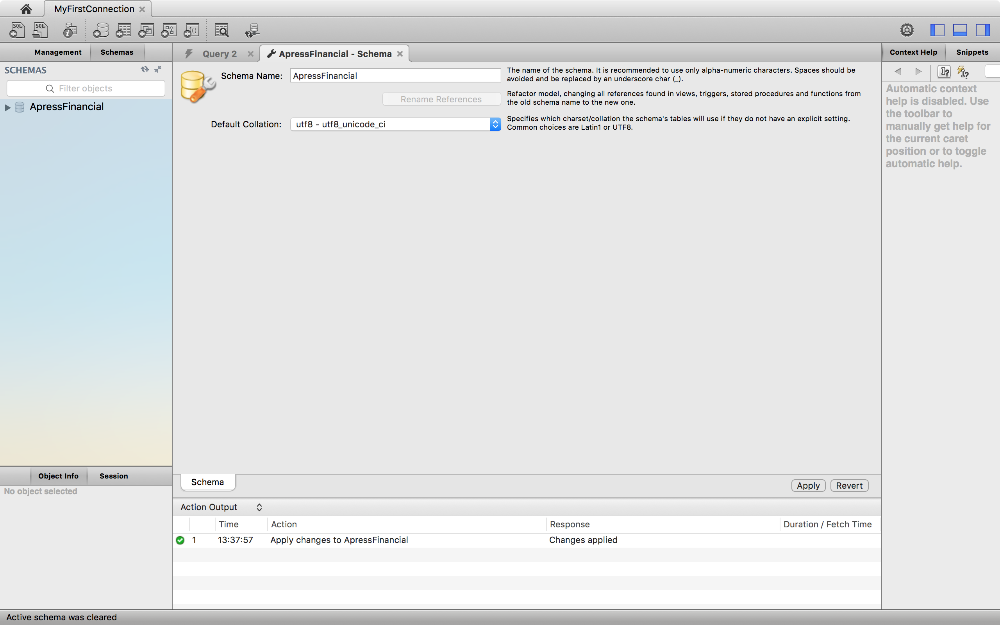 MyFirstConnection
SQL
SQL
f()
Management
Schemas
Query 2
ApressFinancial - Schema
Context Help
Snippets
SCHEMAS
Filter objects
ApressFinancial
Schema Name:
ApressFinancial
The name of the schema. It is recommended to use only alpha-numeric characters. Spaces should be
avoided and be replaced by an underscore char (_).
Rename References
Refactor model, changing all references found in views, triggers, stored procedures and functions from
the old schema name to the new one.
Default Collation:
utf8 - utf8_unicode_ci
Specifies which charset/collation the schema's tables will use if they do not have an explicit setting.
Common choices are Latin1 or UTF8.
Automatic context
help is disabled. Use
the toolbar to
manually get help for
the current caret
position or to toggle
automatic help.
Object Info
Session
No object selected
Schema
Apply
Revert
Action Output
Time
Action
Response
Duration / Fetch Time
1
13:37:57
Apply changes to ApressFinancial
Changes applied
Active schema was cleared